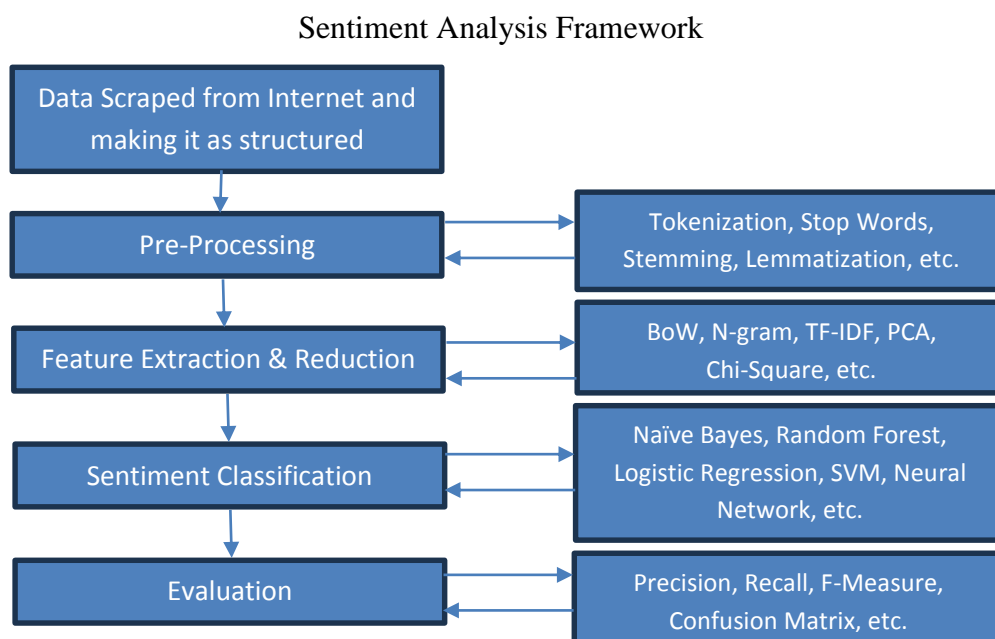 Sentiment Analysis Framework
Data Scraped from Internet and
making it as structured
Pre-Processing
Tokenization, Stop Words,
Stemming, Lemmatization, etc.
Feature Extraction & Reduction
BoW, N-gram, TF-IDF, PCA,
Chi-Square, etc.
Sentiment Classification
Naïve Bayes, Random Forest,
Logistic Regression, SVM, Neural
Network, etc.
Evaluation
Precision, Recall, F-Measure,
Confusion Matrix, etc.